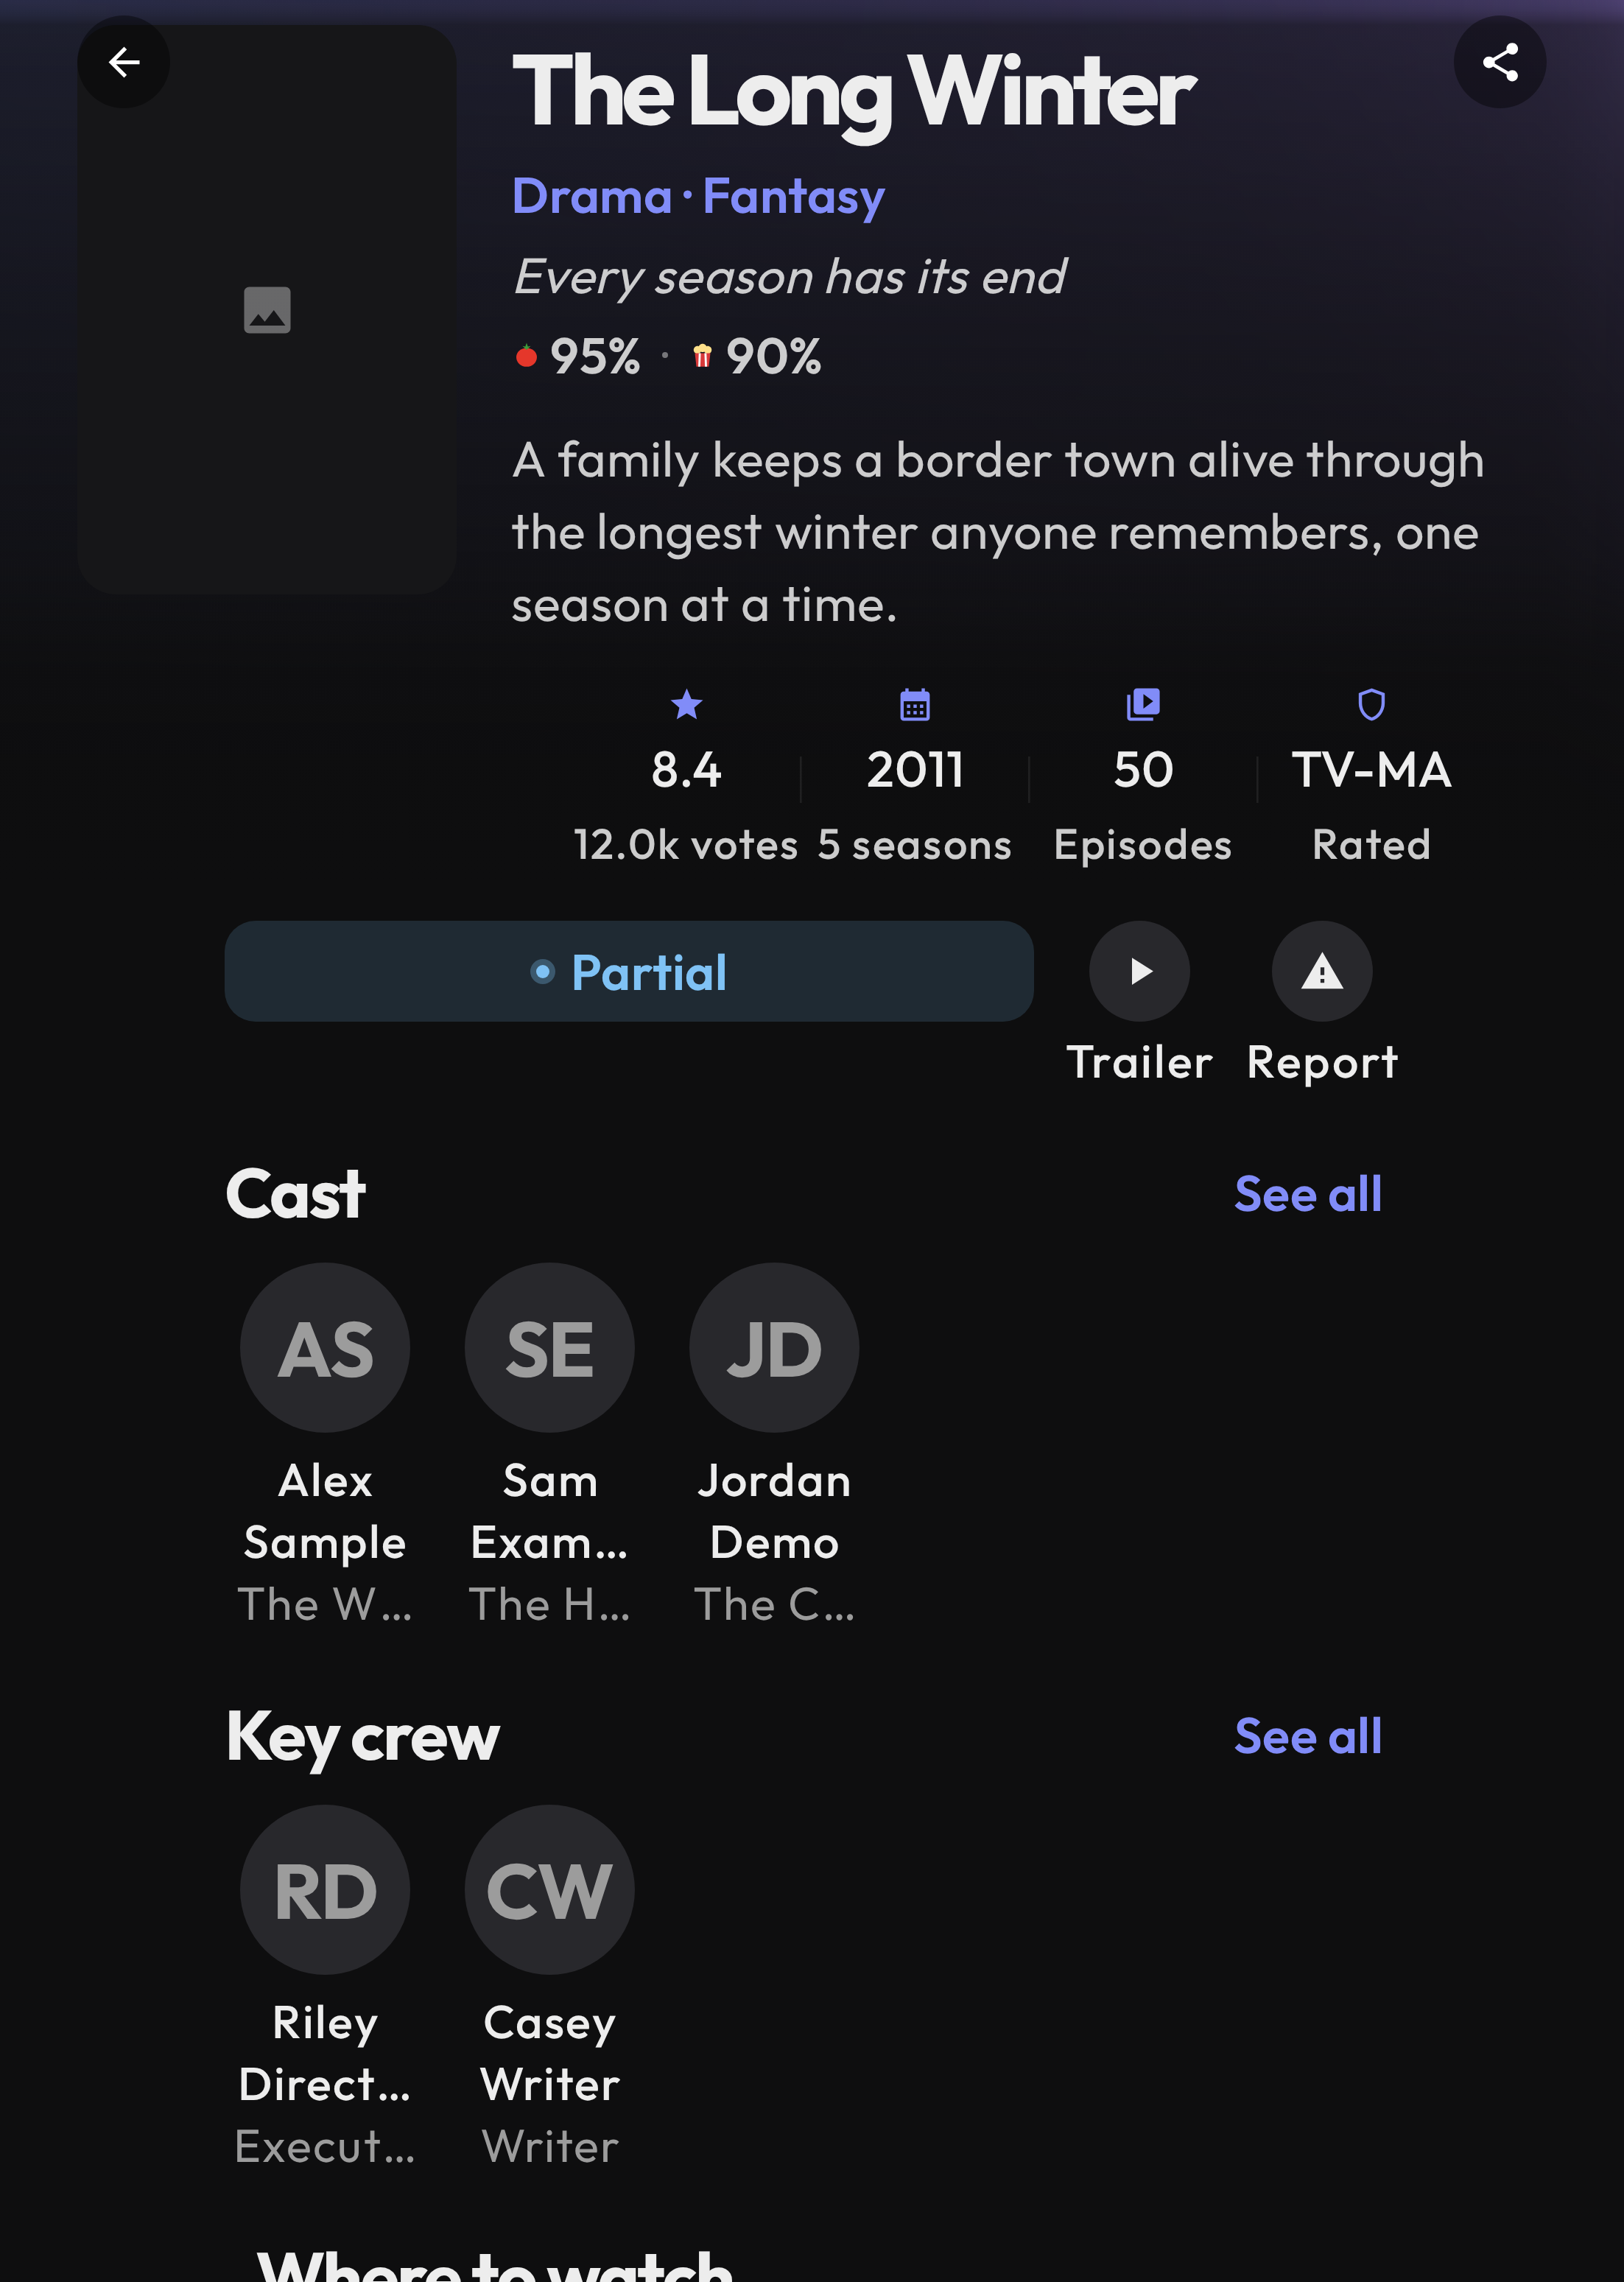 The Long Winter
Drama · Fantasy
Every season has its end
95% · 90%
A family keeps a border town alive through
the longest winter anyone remembers, one
season at a time.
8.4 2011 50 TV-MA
12.0k votes 5 seasons Episodes Rated
Partial
Trailer Report
Cast See all
AS SE JD
Alex Sam Jordan
Sample Exam... Demo
The W... The H... The C...
Key crew See all
RD CW
Riley Casey
Direct... Writer
Execut... Writer
Where to watch